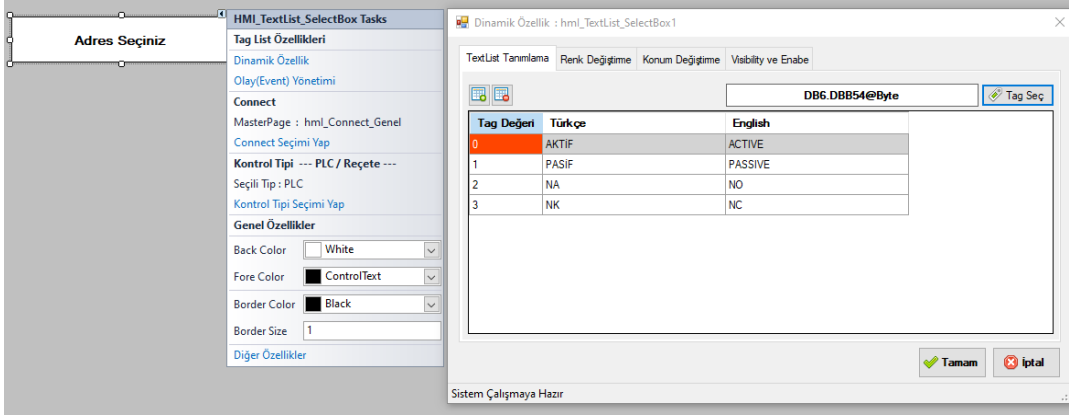 Adres Seçiniz
HMI_TextList_SelectBox Tasks
Tag List Özellikleri
Dinamik Özellik
Olay(Event) Yönetimi
Connect
MasterPage : hml_Connect_Genel
Connect Seçimi Yap
Kontrol Tipi --- PLC / Reçete ---
Seçili Tip : PLC
Kontrol Tipi Seçimi Yap
Genel Özellikler
Back Color White
Fore Color ControlText
Border Color Black
Border Size 1
Diğer Özellikler
Dinamik Özellik : hml_TextList_SelectBox1
TextList Tanımlama Renk Değiştime Konum Değiştime Visibility ve Enabe
DB6.DBB54@Byte Tag Seç
Tag Değeri Türkçe English
0 AKTİF ACTIVE
1 PASİF PASSIVE
2 NA NO
3 NK NC
Tamam İptal
Sistem Çalışmaya Hazır